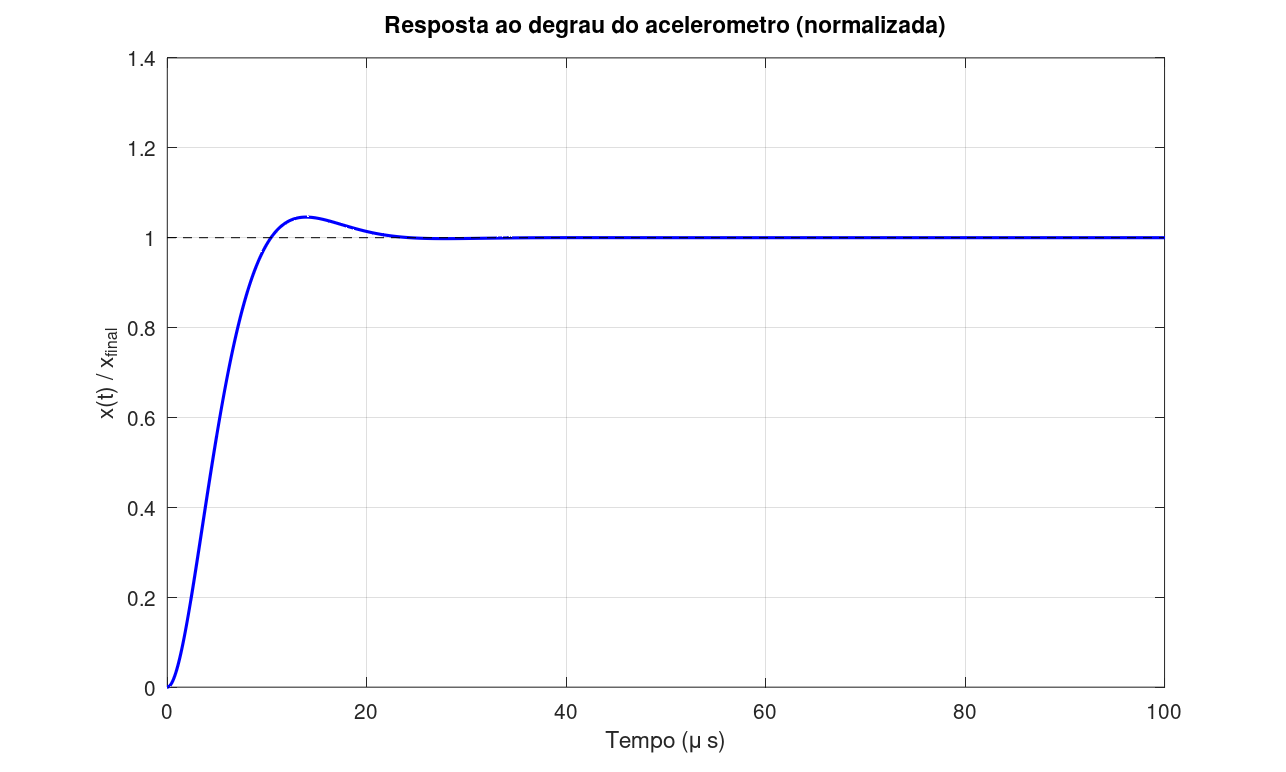 Resposta ao degrau do acelerometro (normalizada)
1.4
1.2
1
0.8
0.6
0.4
0.2
0
x(t) / x_final
0 20 40 60 80 100
Tempo (µ s)